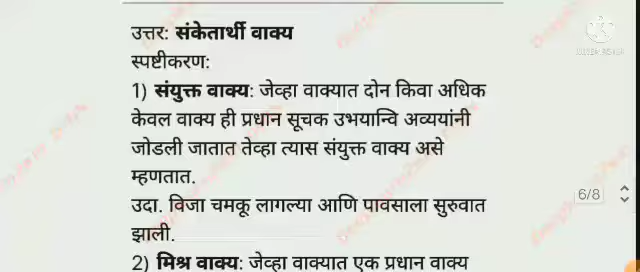 उत्तर: संकेतार्थी वाक्य
स्पष्टीकरण:
1) संयुक्त वाक्य: जेव्हा वाक्यात दोन किवा अधिक
केवल वाक्य ही प्रधान सूचक उभयान्वि अव्ययांनी
जोडली जातात तेव्हा त्यास संयुक्त वाक्य असे
म्हणतात.
6/8
उदा. विजा चमकू लागल्या आणि पावसाला सुरुवात
झाली.
2) मिश्र वाक्य: जेव्हा वाक्यात एक प्रधान वाक्य